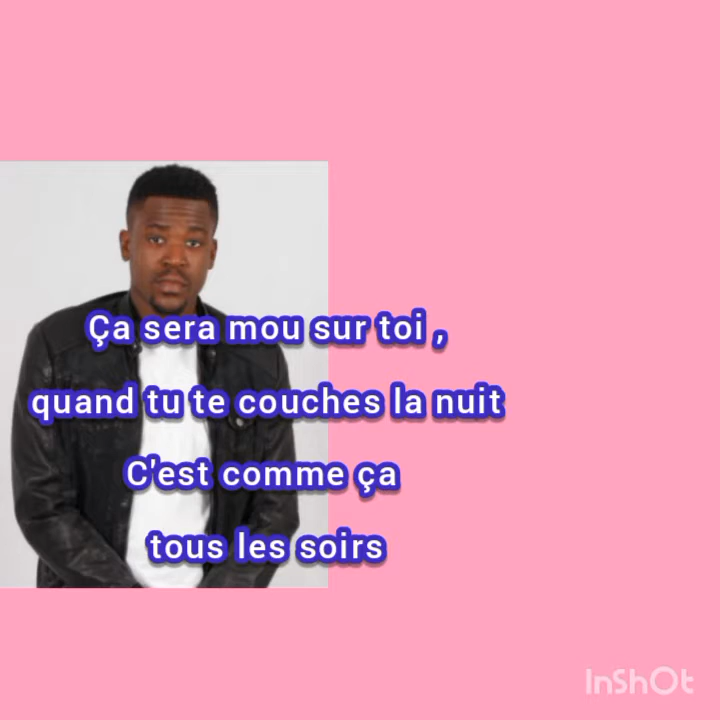 Ça sera mou sur toi ,
quand tu te couches la nuit
C'est comme ça
tous les soirs
InShOt